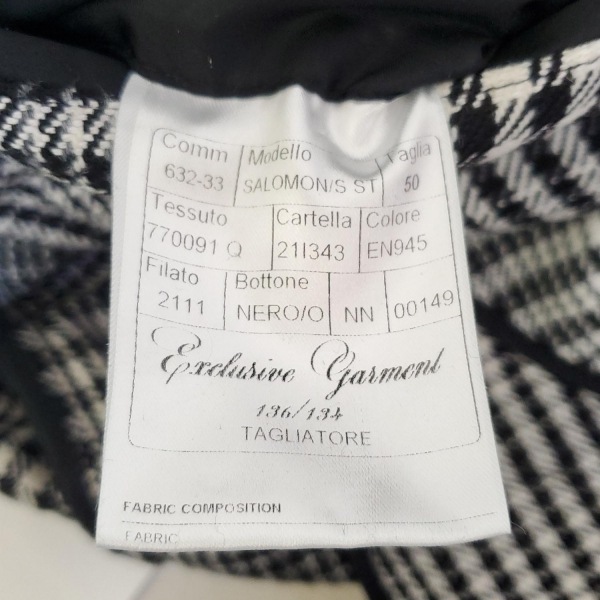 Comm Modello Taglia
632-33 SALOMON/S ST 50
Tessuto Cartella Colore
770091 Q 21I343 EN945
Filato Bottone
2111 NERO/O NN 00149
Exclusive Garment
136/134
TAGLIATORE
FABRIC COMPOSITION
FABRIC